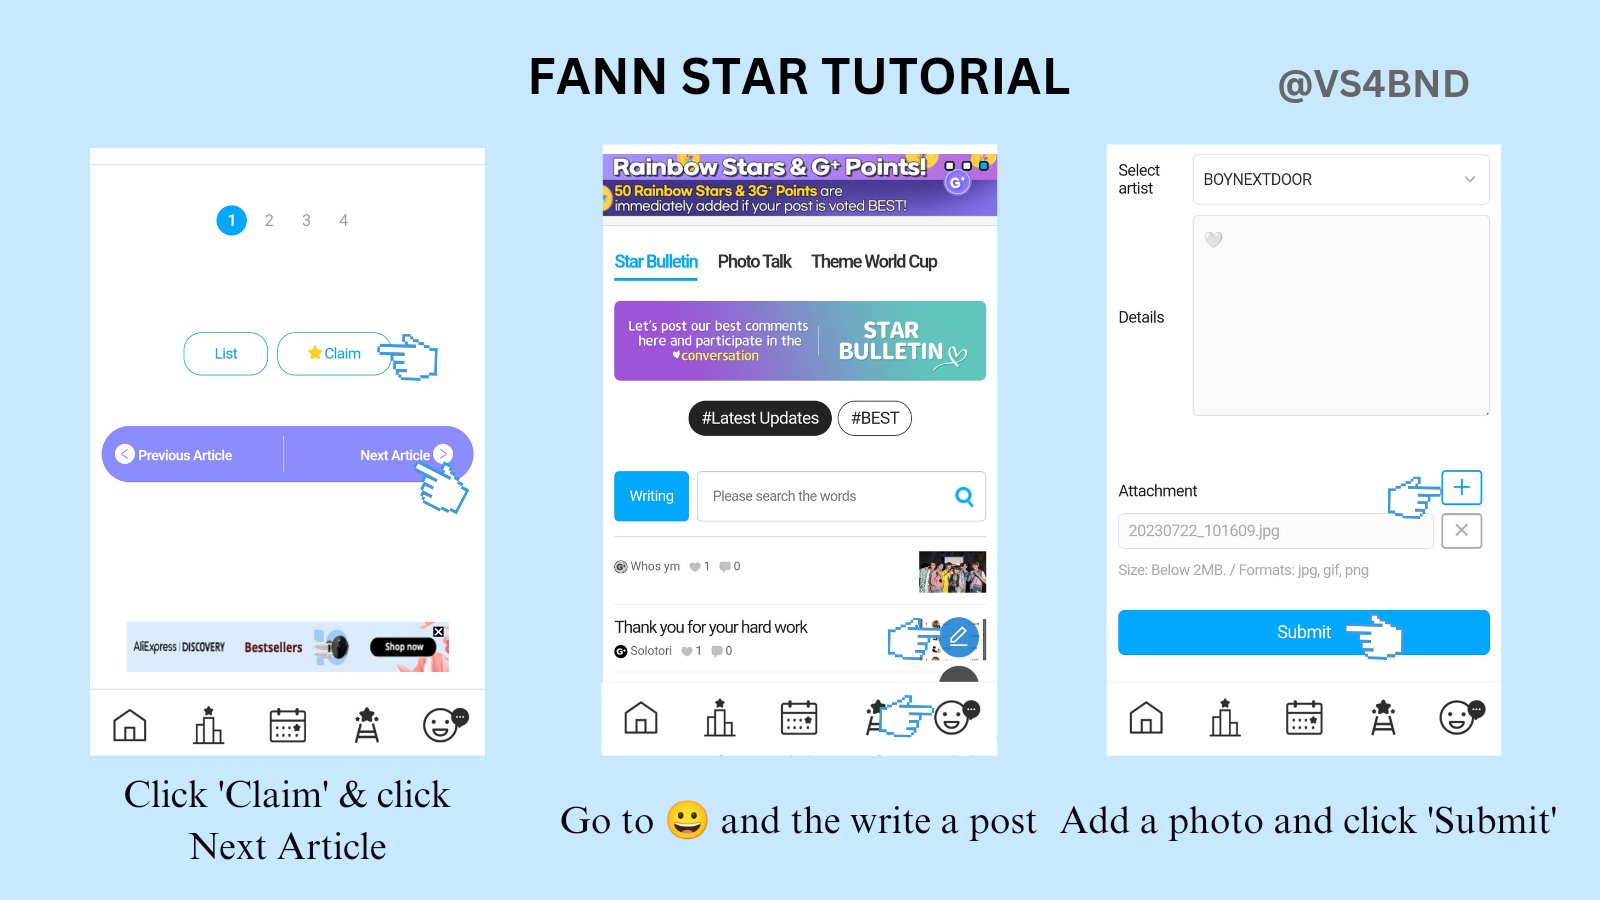 FANN STAR TUTORIAL
@VS4BND
1 2 3 4
List
⭐Claim
Previous Article
Next Article
AliExpress | DISCOVERY
Bestsellers
Shop now
Click 'Claim' & click
Next Article
Rainbow Stars & G+ Points!
G+
50 Rainbow Stars & 3G+ Points are
immediately added if your post is voted BEST!
Star Bulletin
Photo Talk
Theme World Cup
Let's post our best comments
here and participate in the
♥conversation
STAR
BULLETIN
#Latest Updates
#BEST
Writing
Please search the words
G+ Whos ym 1 0
Thank you for your hard work
G+ Solotori 1 0
Go to 😀 and the write a post
Select
artist
BOYNEXTDOOR
Details
🤍
Attachment
20230722_101609.jpg
Size: Below 2MB. / Formats: jpg, gif, png
Submit
Add a photo and click 'Submit'